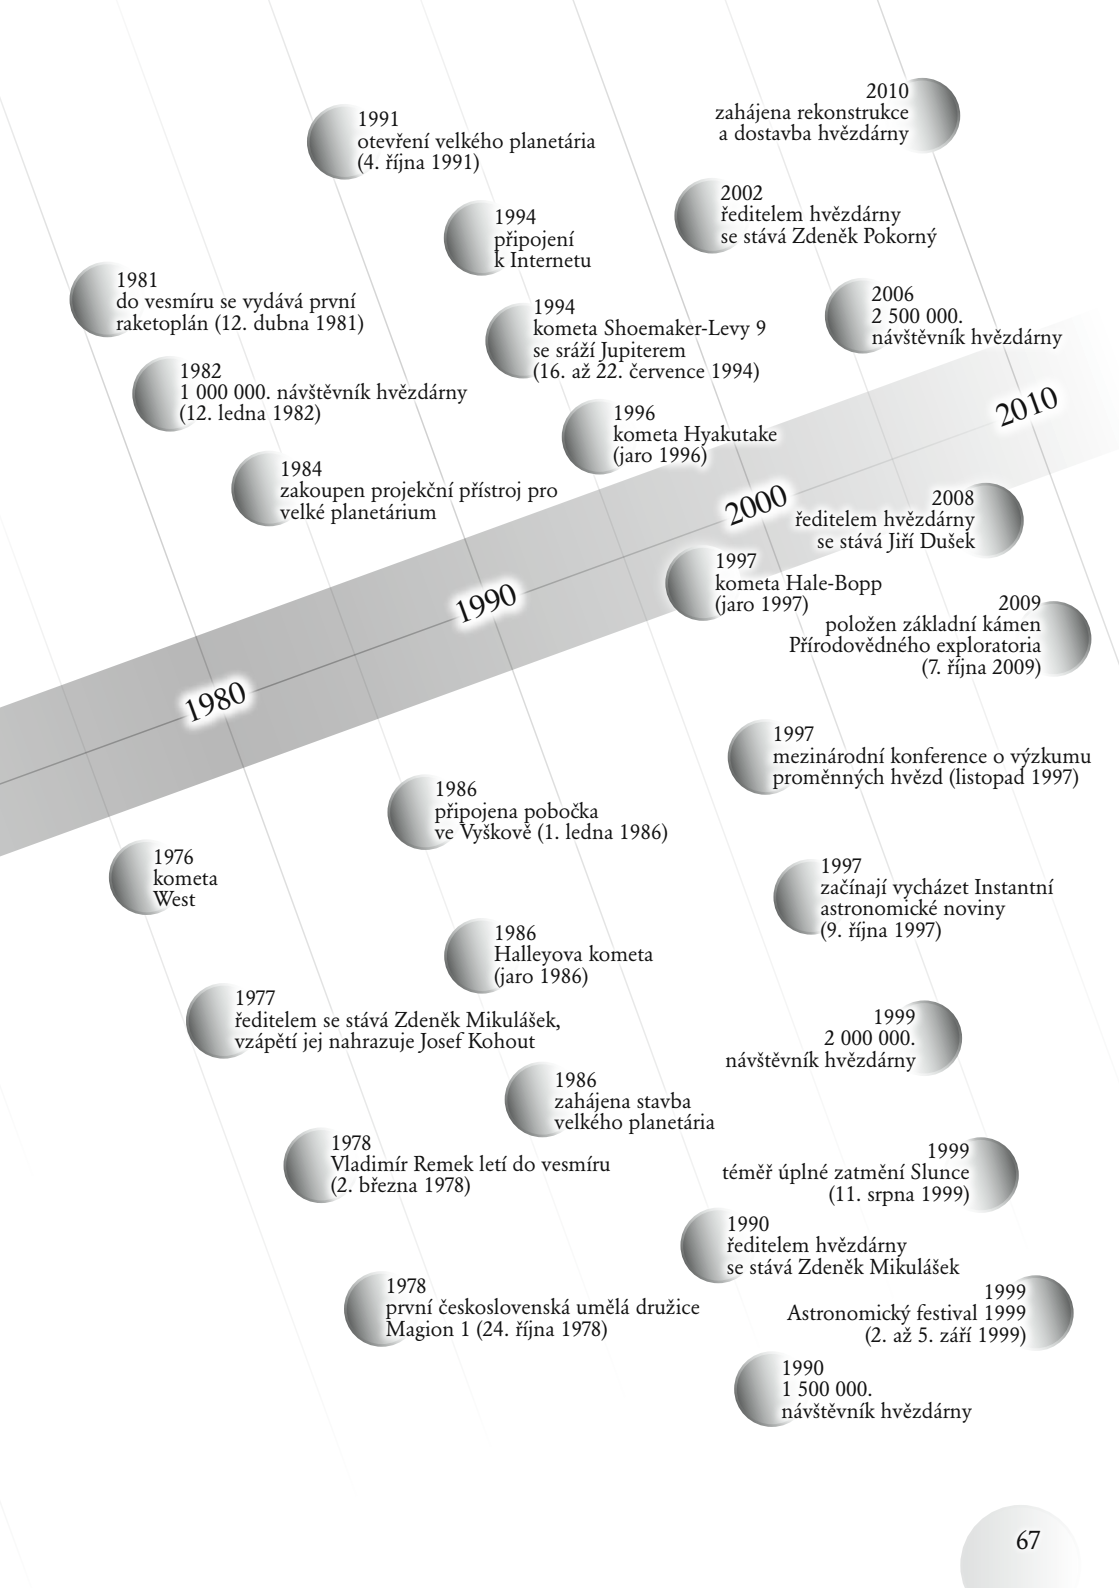 2010
zahájena rekonstrukce
a dostavba hvězdárny
1991
otevření velkého planetária
(4. října 1991)
2002
ředitelem hvězdárny
se stává Zdeněk Pokorný
1994
připojení
k Internetu
1981
do vesmíru se vydává první
raketoplán (12. dubna 1981)
2006
2 500 000.
návštěvník hvězdárny
1994
kometa Shoemaker-Levy 9
se sráží Jupiterem
(16. až 22. července 1994)
1982
1 000 000. návštěvník hvězdárny
(12. ledna 1982)
2010
1996
kometa Hyakutake
(jaro 1996)
1984
zakoupen projekční přístroj pro
velké planetárium
2000
2008
ředitelem hvězdárny
se stává Jiří Dušek
1997
kometa Hale-Bopp
(jaro 1997)
1990
2009
položen základní kámen
Přírodovědného exploratoria
(7. října 2009)
1980
1997
mezinárodní konference o výzkumu
proměnných hvězd (listopad 1997)
1986
připojena pobočka
ve Vyškově (1. ledna 1986)
1976
kometa
West
1997
začínají vycházet Instantní
astronomické noviny
(9. října 1997)
1986
Halleyova kometa
(jaro 1986)
1977
ředitelem se stává Zdeněk Mikulášek,
vzápětí jej nahrazuje Josef Kohout
1999
2 000 000.
návštěvník hvězdárny
1986
zahájena stavba
velkého planetária
1978
Vladimír Remek letí do vesmíru
(2. března 1978)
1999
téměř úplné zatmění Slunce
(11. srpna 1999)
1990
ředitelem hvězdárny
se stává Zdeněk Mikulášek
1978
první československá umělá družice
Magion 1 (24. října 1978)
1999
Astronomický festival 1999
(2. až 5. září 1999)
1990
1 500 000.
návštěvník hvězdárny
67